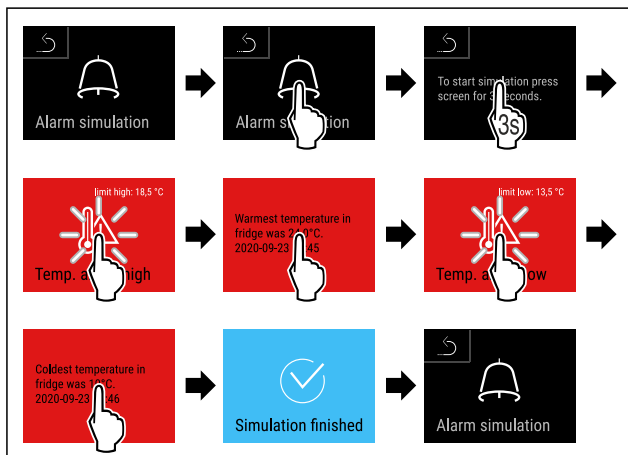 Alarm simulation
Alarm simulation
To start simulation press
screen for 3 seconds.
3s
limit high: 18,5 °C
Temp. a high
Warmest temperature in
fridge was °C.
2020-09-23 45
limit low: 13,5 °C
Temp. a ow
Coldest temperature in
fridge was °C.
2020-09-23 46
Simulation finished
Alarm simulation